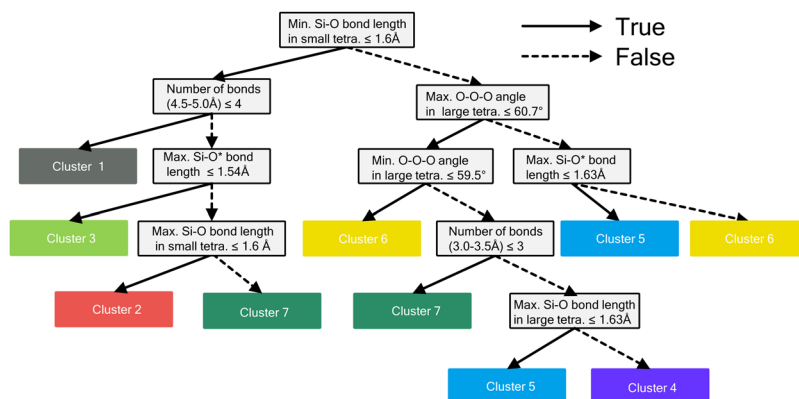 Min. Si-O bond length
in small tetra. ≤ 1.6Å
True
False
Number of bonds
(4.5-5.0Å) ≤ 4
Max. O-O-O angle
in large tetra. ≤ 60.7°
Cluster 1
Max. Si-O* bond
length ≤ 1.54Å
Min. O-O-O angle
in large tetra. ≤ 59.5°
Max. Si-O* bond
length ≤ 1.63Å
Cluster 3
Max. Si-O bond length
in small tetra. ≤ 1.6 Å
Cluster 6
Number of bonds
(3.0-3.5Å) ≤ 3
Cluster 5
Cluster 6
Cluster 2
Cluster 7
Cluster 7
Max. Si-O bond length
in large tetra. ≤ 1.63Å
Cluster 5
Cluster 4